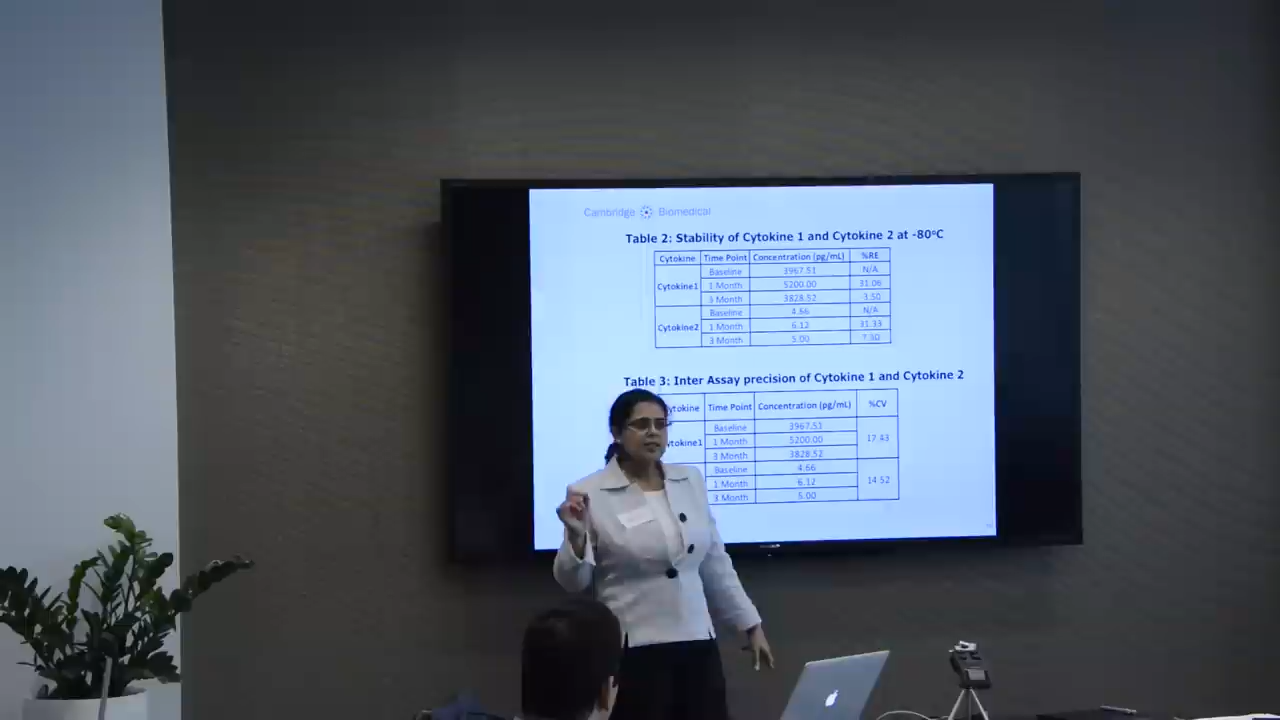 Cambridge Biomedical
Table 2: Stability of Cytokine 1 and Cytokine 2 at -80°C
Cytokine Time Point Concentration (pg/mL) %RE
Cytokine1 Baseline 3967.51 N/A
1 Month 5200.00 31.06
3 Month 3828.52 3.50
Cytokine2 Baseline 4.66 N/A
1 Month 6.12 31.33
3 Month 5.00 7.30
Table 3: Inter Assay precision of Cytokine 1 and Cytokine 2
ytokine Time Point Concentration (pg/mL) %CV
ytokine1 Baseline 3967.51 17.43
1 Month 5200.00
3 Month 3828.52
Baseline 4.66 14.52
1 Month 6.12
3 Month 5.00